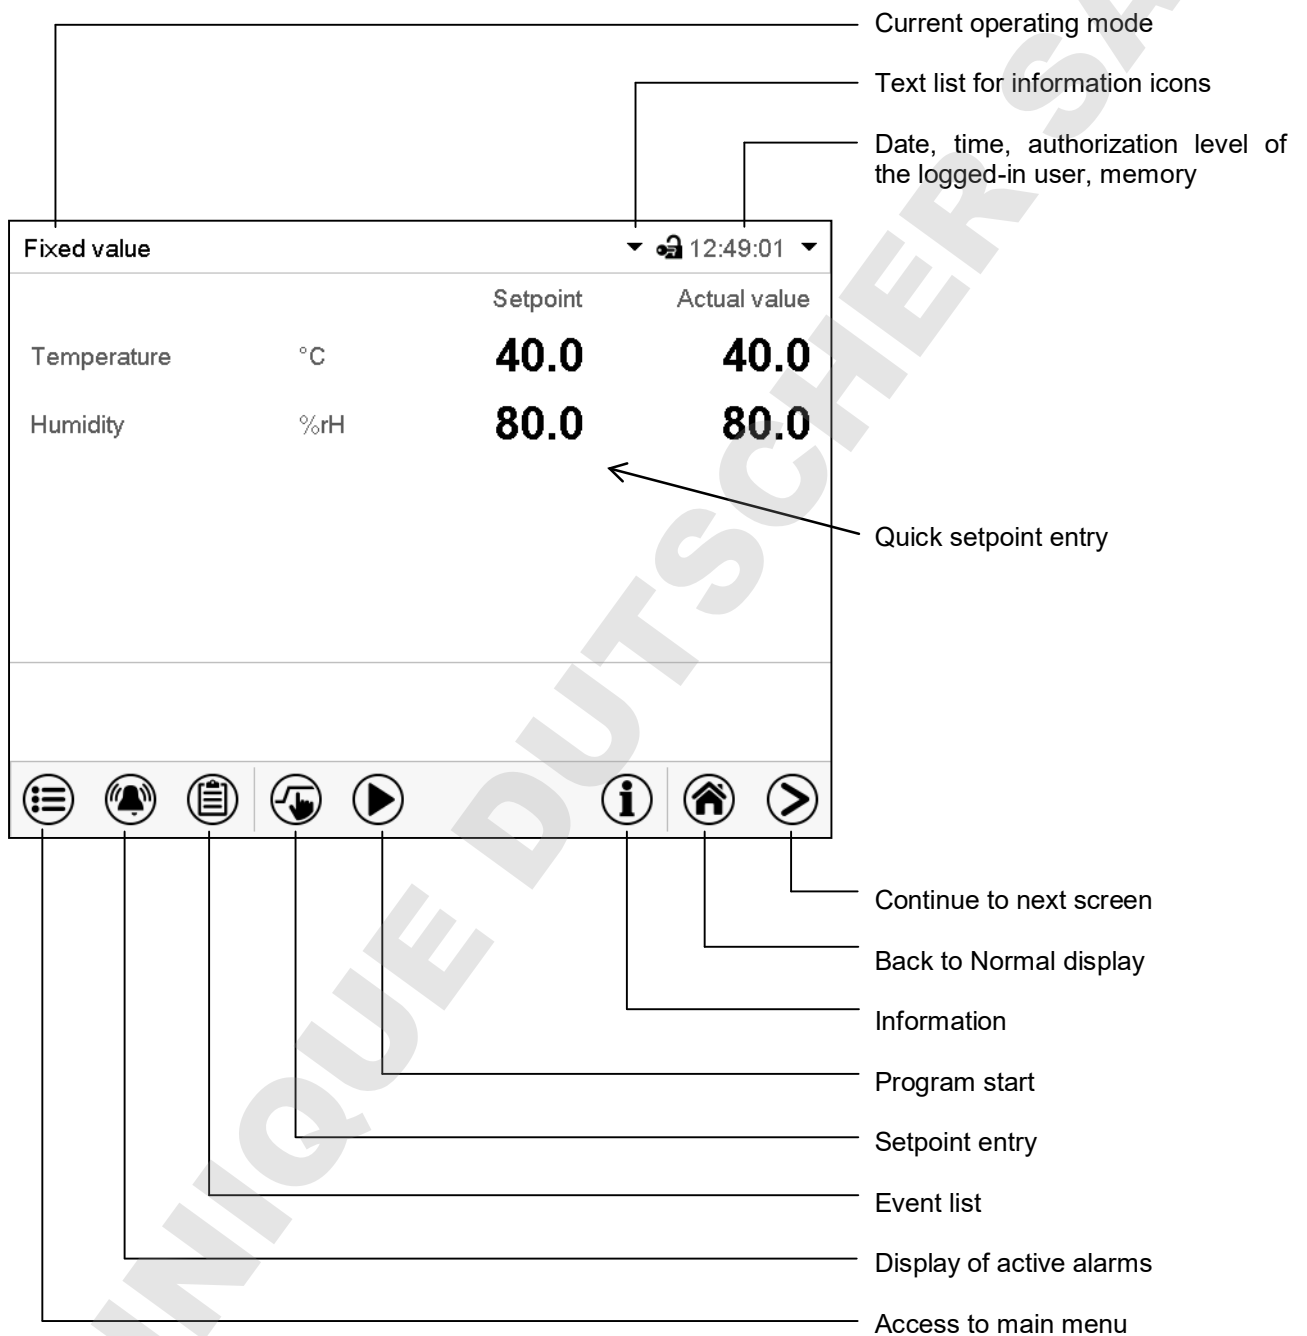 Current operating mode
Text list for information icons
Date, time, authorization level of
the logged-in user, memory
Fixed value 12:49:01
Setpoint Actual value
Temperature °C 40.0 40.0
Humidity %rH 80.0 80.0
Quick setpoint entry
Continue to next screen
Back to Normal display
Information
Program start
Setpoint entry
Event list
Display of active alarms
Access to main menu
NIQUE DUTSCHER SA